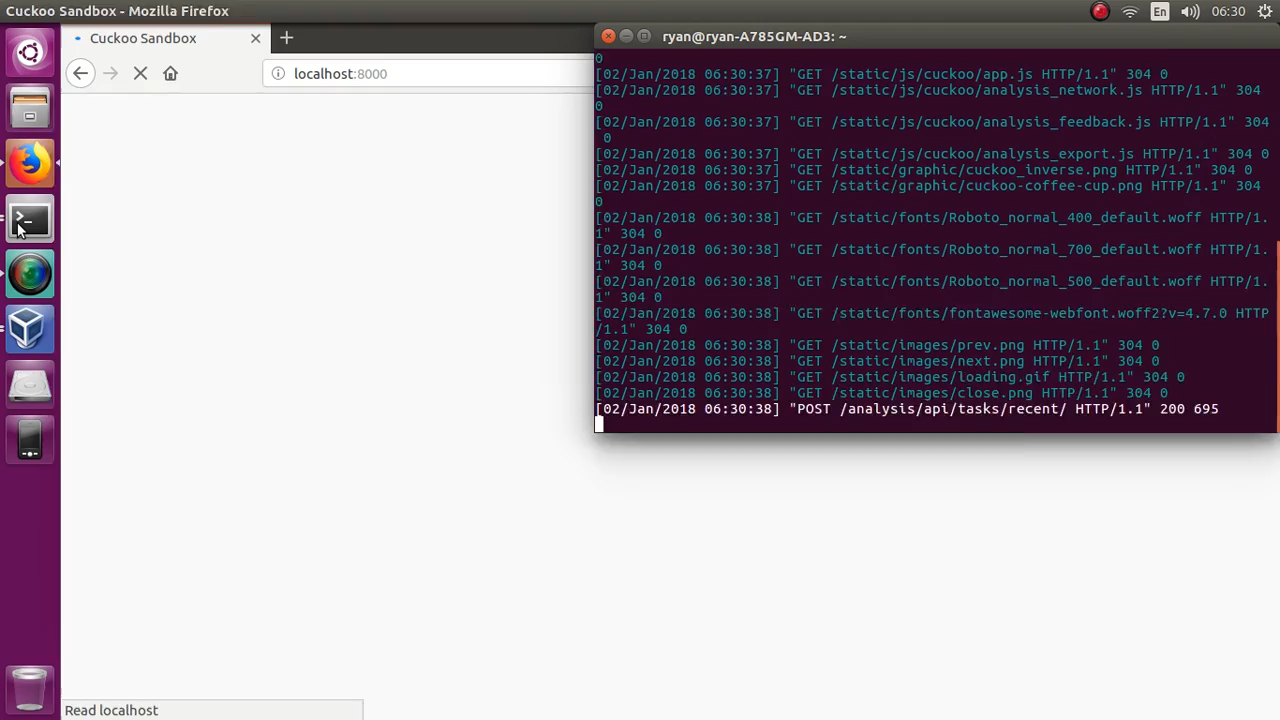 Cuckoo Sandbox - Mozilla Firefox
En
06:30
Cuckoo Sandbox
localhost:8000
ryan@ryan-A785GM-AD3: ~
0
[02/Jan/2018 06:30:37] "GET /static/js/cuckoo/app.js HTTP/1.1" 304 0
[02/Jan/2018 06:30:37] "GET /static/js/cuckoo/analysis_network.js HTTP/1.1" 304
0
[02/Jan/2018 06:30:37] "GET /static/js/cuckoo/analysis_feedback.js HTTP/1.1" 304
0
[02/Jan/2018 06:30:37] "GET /static/js/cuckoo/analysis_export.js HTTP/1.1" 304 0
[02/Jan/2018 06:30:37] "GET /static/graphic/cuckoo_inverse.png HTTP/1.1" 304 0
[02/Jan/2018 06:30:37] "GET /static/graphic/cuckoo-coffee-cup.png HTTP/1.1" 304
0
[02/Jan/2018 06:30:38] "GET /static/fonts/Roboto_normal_400_default.woff HTTP/1.
1" 304 0
[02/Jan/2018 06:30:38] "GET /static/fonts/Roboto_normal_700_default.woff HTTP/1.
1" 304 0
[02/Jan/2018 06:30:38] "GET /static/fonts/Roboto_normal_500_default.woff HTTP/1.
1" 304 0
[02/Jan/2018 06:30:38] "GET /static/fonts/fontawesome-webfont.woff2?v=4.7.0 HTTP
/1.1" 304 0
[02/Jan/2018 06:30:38] "GET /static/images/prev.png HTTP/1.1" 304 0
[02/Jan/2018 06:30:38] "GET /static/images/next.png HTTP/1.1" 304 0
[02/Jan/2018 06:30:38] "GET /static/images/loading.gif HTTP/1.1" 304 0
[02/Jan/2018 06:30:38] "GET /static/images/close.png HTTP/1.1" 304 0
[02/Jan/2018 06:30:38] "POST /analysis/api/tasks/recent/ HTTP/1.1" 200 695
Read localhost